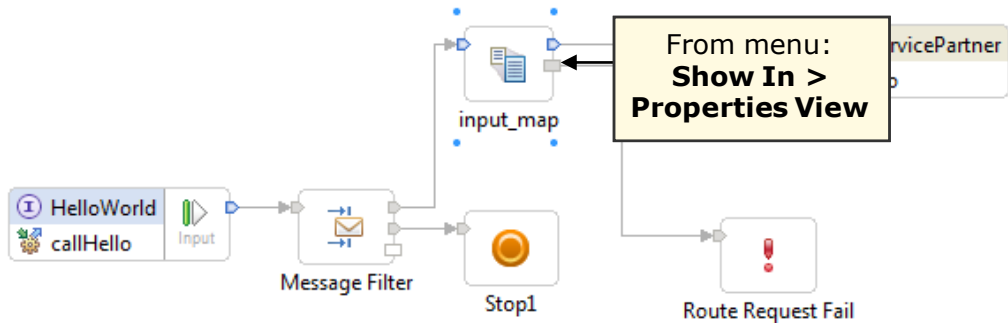 From menu:
Show In >
Properties View
rvicePartner
input_map
HelloWorld
callHello
Input
Message Filter
Stop1
Route Request Fail